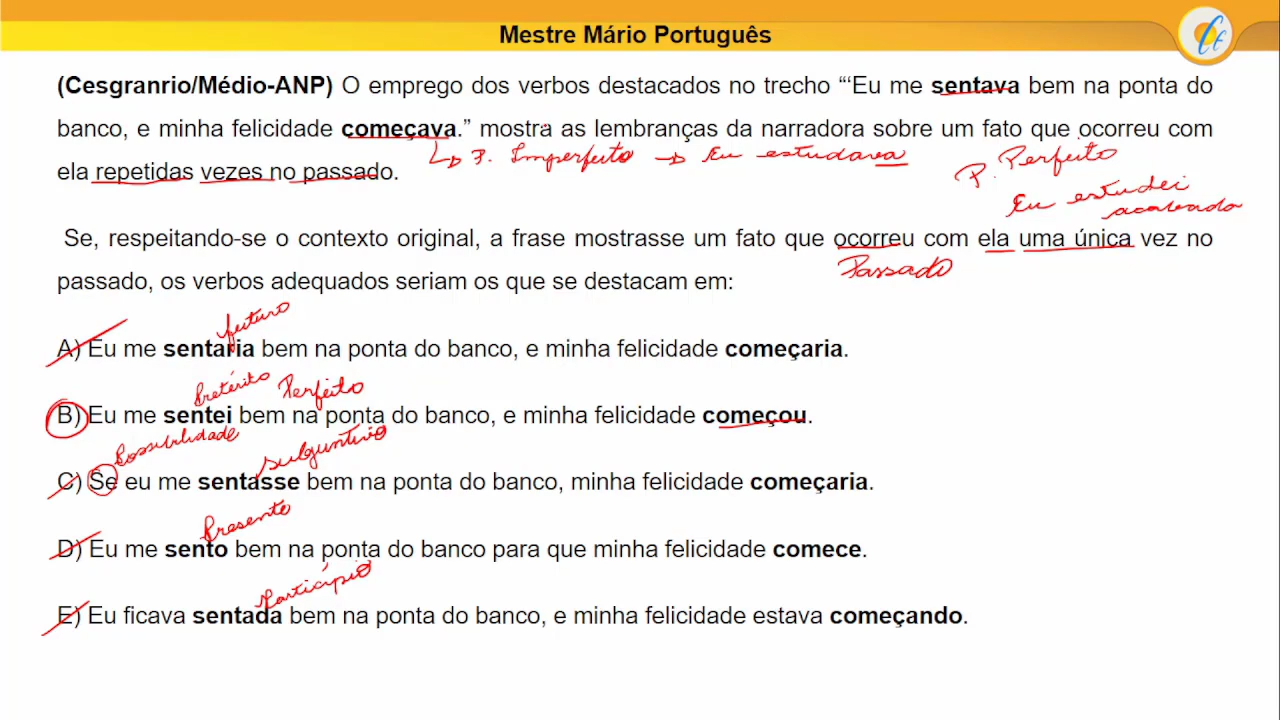 Mestre Mário Português
(Cesgranrio/Médio-ANP) O emprego dos verbos destacados no trecho “‘Eu me sentava bem na ponta do
banco, e minha felicidade começava.” mostra as lembranças da narradora sobre um fato que ocorreu com
P. Imperfeito → Eu estudava
P. Perfeito
ela repetidas vezes no passado.
Eu estudei
acabado
Se, respeitando-se o contexto original, a frase mostrasse um fato que ocorreu com ela uma única vez no
Passado
passado, os verbos adequados seriam os que se destacam em:
futuro
A) Eu me sentaria bem na ponta do banco, e minha felicidade começaria.
Pretérito Perfeito
B) Eu me sentei bem na ponta do banco, e minha felicidade começou.
Possibilidade subjuntivo
C) Se eu me sentasse bem na ponta do banco, minha felicidade começaria.
Presente
D) Eu me sento bem na ponta do banco para que minha felicidade comece.
Particípio
E) Eu ficava sentada bem na ponta do banco, e minha felicidade estava começando.